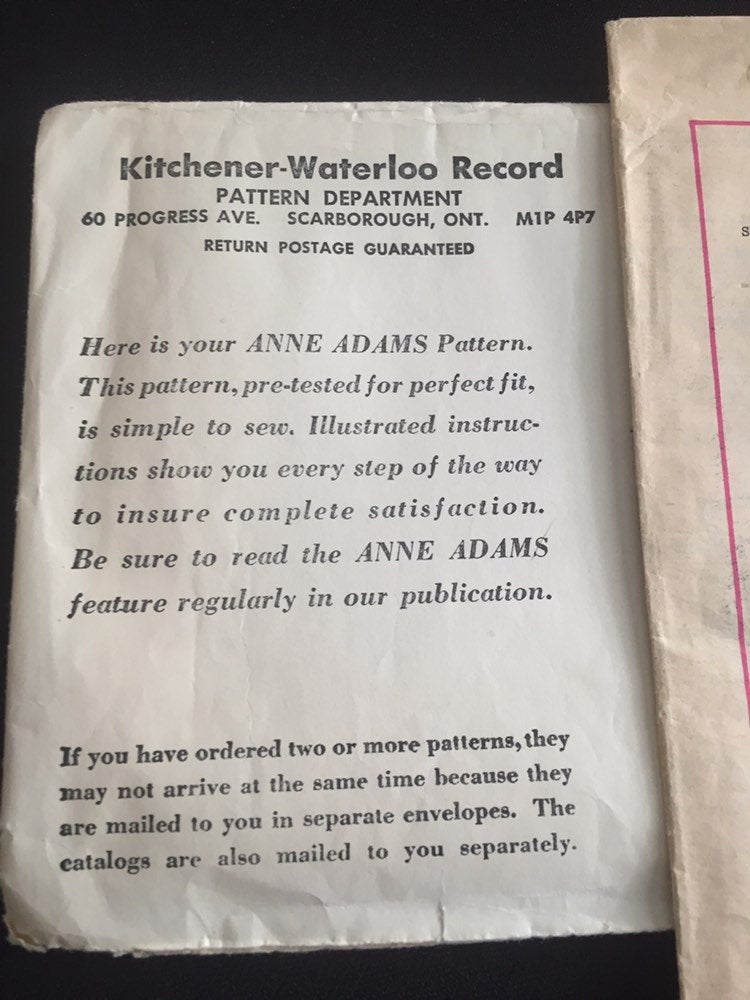 Kitchener-Waterloo Record
PATTERN DEPARTMENT
60 PROGRESS AVE. SCARBOROUGH, ONT. M1P 4P7
RETURN POSTAGE GUARANTEED
Here is your ANNE ADAMS Pattern.
This pattern, pre-tested for perfect fit,
is simple to sew. Illustrated instruc-
tions show you every step of the way
to insure complete satisfaction.
Be sure to read the ANNE ADAMS
feature regularly in our publication.
If you have ordered two or more patterns, they
may not arrive at the same time because they
are mailed to you in separate envelopes. The
catalogs are also mailed to you separately.